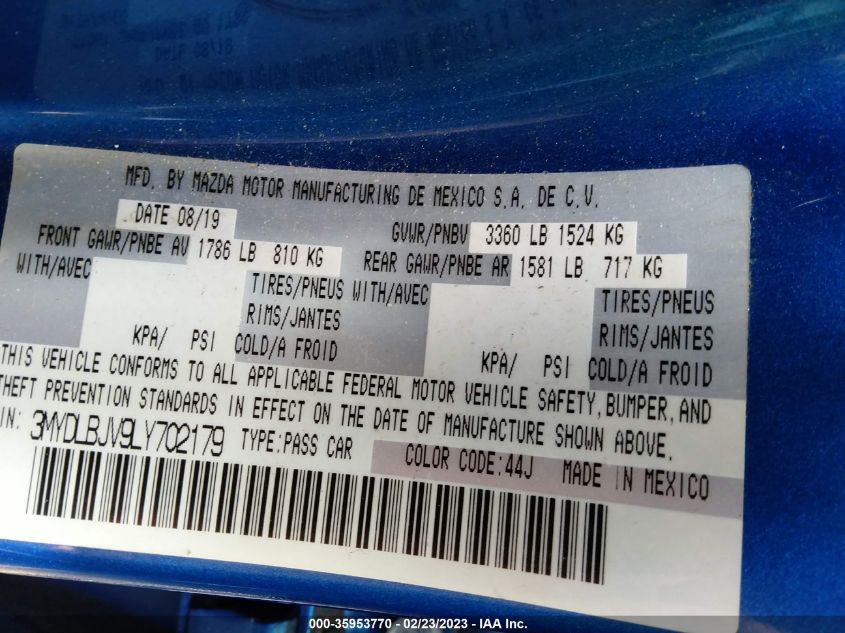 MFD. BY MAZDA MOTOR MANUFACTURING DE MEXICO S.A. DE C.V.
DATE 08/19 GVWR/PNBV 3360 LB 1524 KG
FRONT GAWR/PNBE AV 1786 LB 810 KG REAR GAWR/PNBE AR 1581 LB 717 KG
WITH/AVEC TIRES/PNEUS WITH/AVEC TIRES/PNEUS
RIMS/JANTES RIMS/JANTES
KPA/ PSI COLD/A FROID KPA/ PSI COLD/A FROID
THIS VEHICLE CONFORMS TO ALL APPLICABLE FEDERAL MOTOR VEHICLE SAFETY, BUMPER, AND
THEFT PREVENTION STANDARDS IN EFFECT ON THE DATE OF MANUFACTURE SHOWN ABOVE.
IN: 3MYDLBJV9LY702179 TYPE:PASS CAR COLOR CODE:44J MADE IN MEXICO
000-35953770 - 02/23/2023 - IAA Inc.